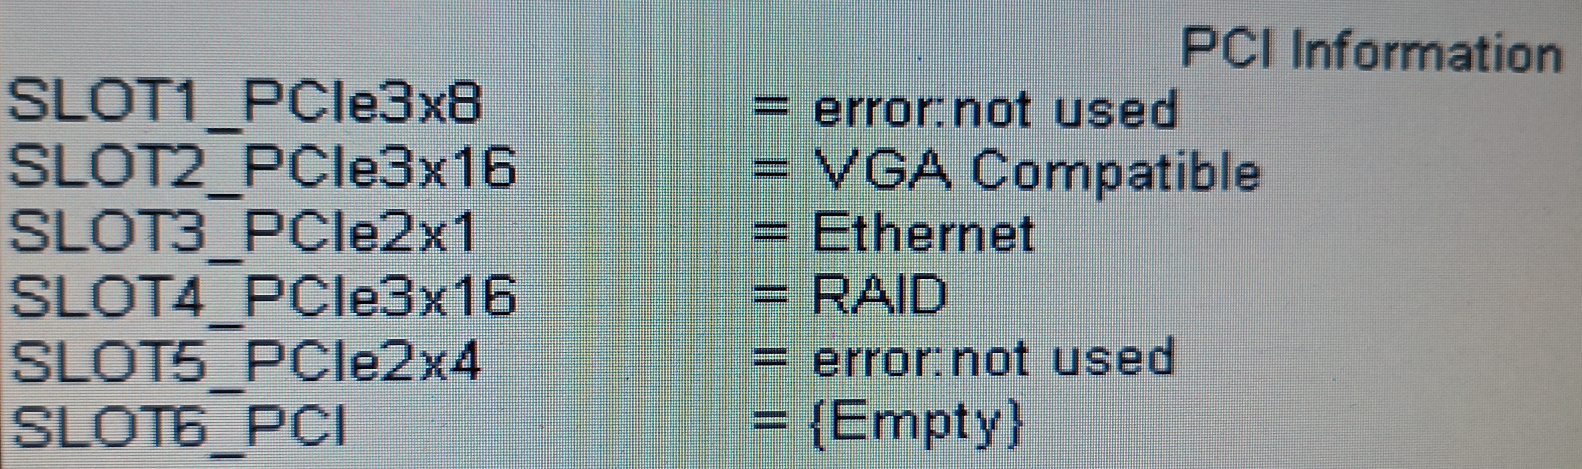 PCI Information
SLOT1_PCIe3x8 = error:not used
SLOT2_PCIe3x16 = VGA Compatible
SLOT3_PCIe2x1 = Ethernet
SLOT4_PCIe3x16 = RAID
SLOT5_PCIe2x4 = error:not used
SLOT6_PCI = {Empty}